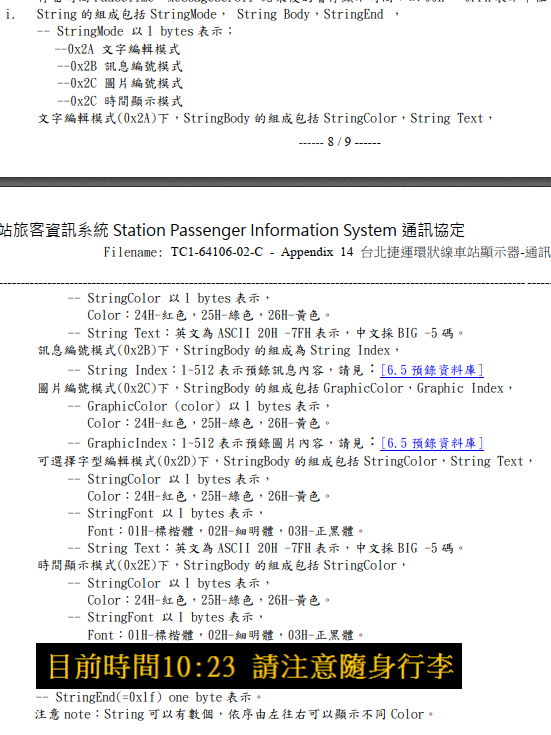 i. String 的組成包括 StringMode, String Body,StringEnd ,
-- StringMode 以 1 bytes 表示;
--0x2A 文字編輯模式
--0x2B 訊息編號模式
--0x2C 圖片編號模式
--0x2C 時間顯示模式
文字編輯模式(0x2A)下,StringBody 的組成包括 StringColor,String Text,
------ 8 / 9 ------
站旅客資訊系統 Station Passenger Information System 通訊協定
Filename: TC1-64106-02-C - Appendix 14 台北捷運環狀線車站顯示器-通訊
-- StringColor 以 1 bytes 表示,
Color:24H-紅色,25H-綠色,26H-黃色。
-- String Text:英文為 ASCII 20H -7FH 表示,中文採 BIG -5 碼。
訊息編號模式(0x2B)下,StringBody 的組成為 String Index,
-- String Index:1~512 表示預錄訊息內容,請見:[6.5 預錄資料庫]
圖片編號模式(0x2C)下,StringBody 的組成包括 GraphicColor,Graphic Index,
-- GraphicColor (color) 以 1 bytes 表示,
Color:24H-紅色,25H-綠色,26H-黃色。
-- GraphicIndex:1~512 表示預錄圖片內容,請見:[6.5 預錄資料庫]
可選擇字型編輯模式(0x2D)下,StringBody 的組成包括 StringColor,String Text,
-- StringColor 以 1 bytes 表示,
Color:24H-紅色,25H-綠色,26H-黃色。
-- StringFont 以 1 bytes 表示,
Font:01H-標楷體,02H-細明體,03H-正黑體。
-- String Text:英文為 ASCII 20H -7FH 表示,中文採 BIG -5 碼。
時間顯示模式(0x2E)下,StringBody 的組成包括 StringColor,
-- StringColor 以 1 bytes 表示,
Color:24H-紅色,25H-綠色,26H-黃色。
-- StringFont 以 1 bytes 表示,
Font:01H-標楷體,02H-細明體,03H-正黑體。
目前時間10:23 請注意隨身行李
-- StringEnd(=0x1f) one byte 表示。
注意 note:String 可以有數個,依序由左往右可以顯示不同 Color。